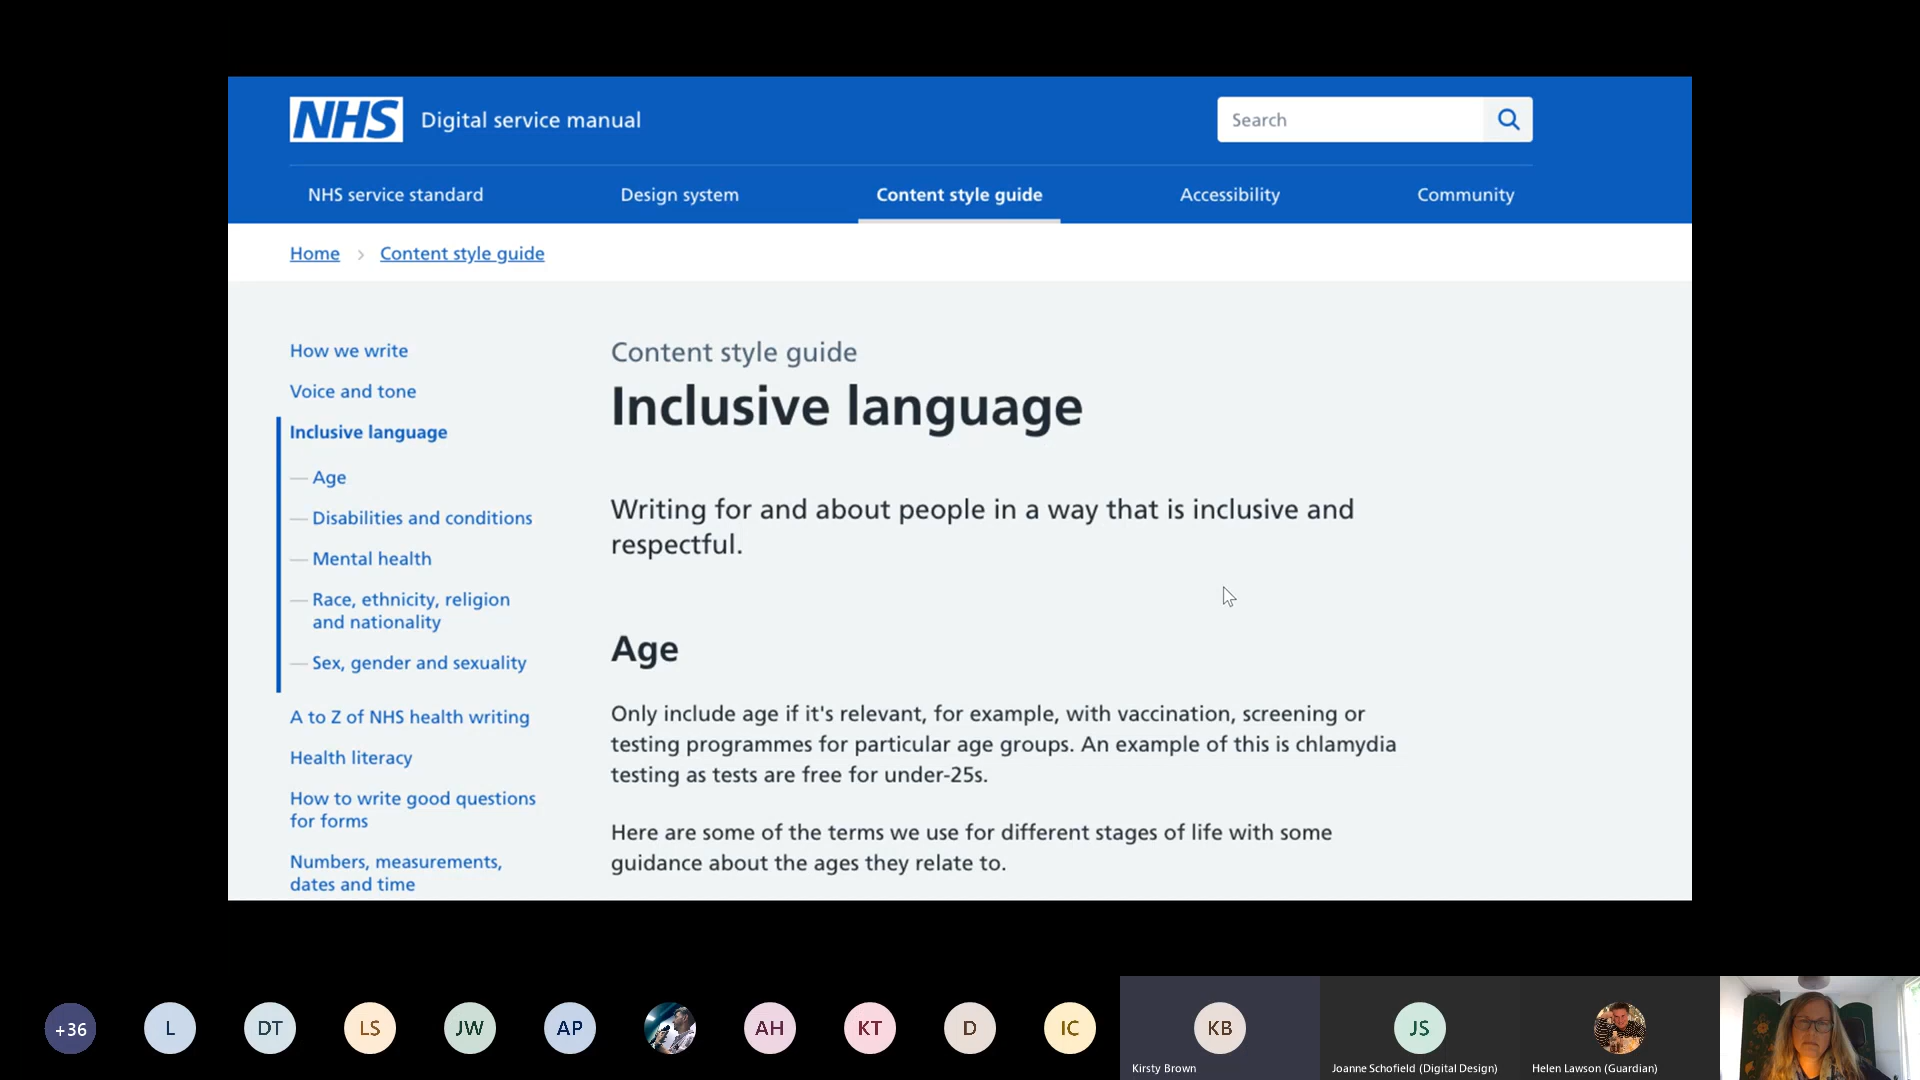 NHS Digital service manual
Search
NHS service standard
Design system
Content style guide
Accessibility
Community
Home
Content style guide
How we write
Voice and tone
Inclusive language
Age
Disabilities and conditions
Mental health
Race, ethnicity, religion
and nationality
Sex, gender and sexuality
A to Z of NHS health writing
Health literacy
How to write good questions
for forms
Numbers, measurements,
dates and time
Content style guide
Inclusive language
Writing for and about people in a way that is inclusive and
respectful.
Age
Only include age if it's relevant, for example, with vaccination, screening or
testing programmes for particular age groups. An example of this is chlamydia
testing as tests are free for under-25s.
Here are some of the terms we use for different stages of life with some
guidance about the ages they relate to.
+36
L
DT
LS
JW
AP
AH
KT
D
IC
KB
Kirsty Brown
JS
Joanne Schofield (Digital Design)
Helen Lawson (Guardian)